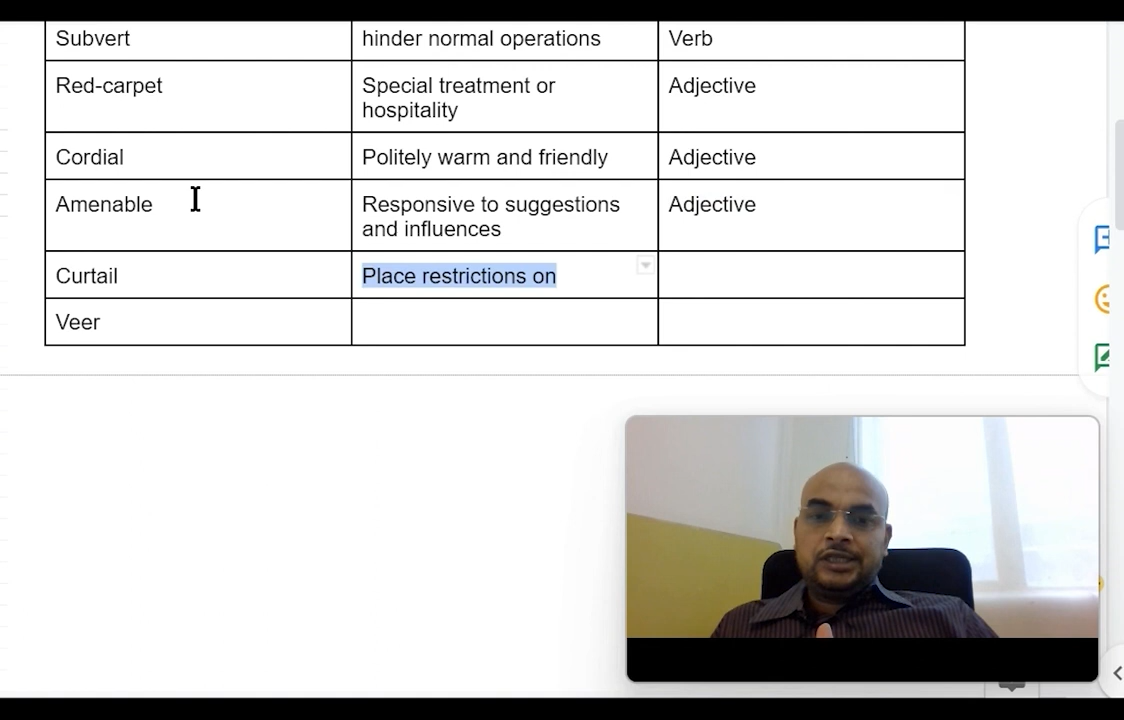 Subvert hinder normal operations Verb
Red-carpet Special treatment or Adjective
hospitality
Cordial Politely warm and friendly Adjective
Amenable Responsive to suggestions Adjective
and influences
Curtail Place restrictions on
Veer